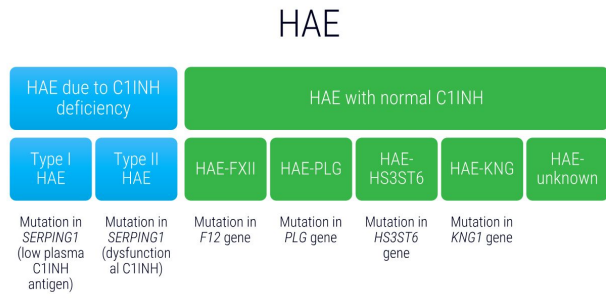 HAE
HAE due to C1INH
deficiency
HAE with normal C1INH
Type I
HAE
Type II
HAE
HAE-FXII
HAE-PLG
HAE-
HS3ST6
HAE-KNG
HAE-
unknown
Mutation in
SERPING1
(low plasma
C1INH
antigen)
Mutation in
SERPING1
(dysfunction
al C1INH)
Mutation in
F12 gene
Mutation in
PLG gene
Mutation in
HS3ST6
gene
Mutation in
KNG1 gene